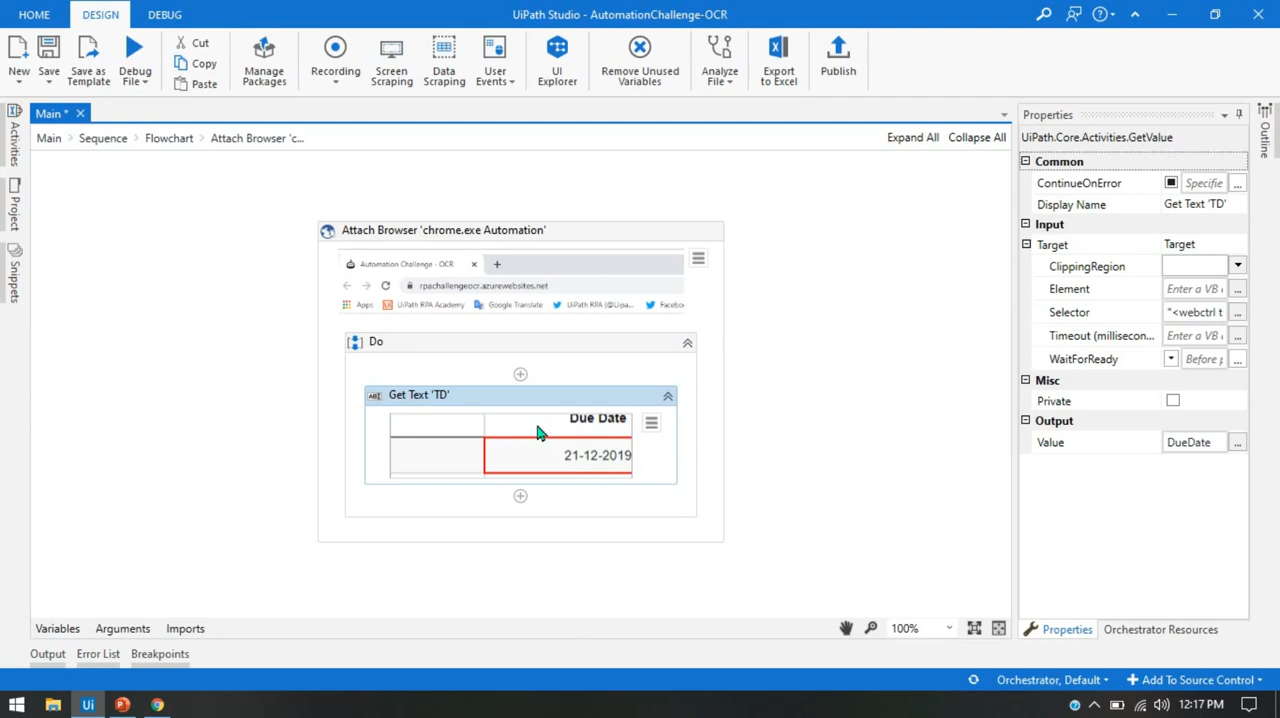 HOME DESIGN DEBUG UiPath Studio - AutomationChallenge-OCR
Cut
Copy
Paste
New Save Save as Template Debug File Manage Packages Recording Screen Scraping Data Scraping User Events UI Explorer Remove Unused Variables Analyze File Export to Excel Publish
Main *
Main > Sequence > Flowchart > Attach Browser 'c...
Expand All Collapse All
Activities
Project
Snippets
Attach Browser 'chrome.exe Automation'
Automation Challenge - OCR
rpachallengeocr.azurewebsites.net
Apps UiPath RPA Academy Google Translate UiPath RPA (@Uipa... Facebo
Do
Get Text 'TD'
Due Date
21-12-2019
Properties
UiPath.Core.Activities.GetValue
Common
ContinueOnError Specifie ...
Display Name Get Text 'TD'
Input
Target Target
ClippingRegion
Element Enter a VB ...
Selector "<webctrl t ...
Timeout (millisecon... Enter a VB ...
WaitForReady Before p ...
Misc
Private
Output
Value DueDate ...
Outline
Variables Arguments Imports
100%
Properties Orchestrator Resources
Output Error List Breakpoints
Orchestrator, Default Add To Source Control
Ui
12:17 PM